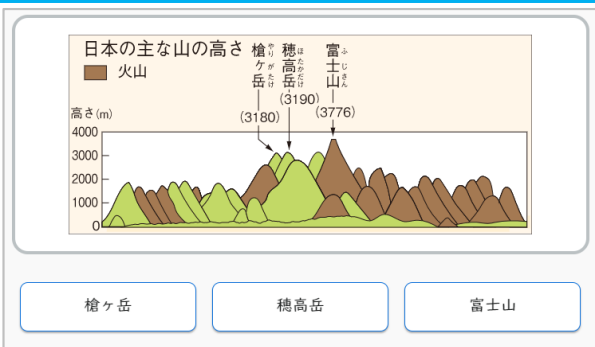 日本の主な山の高さ
火山
槍ヶ岳
やりがたけ
(3180)
穂高岳
ほたかだけ
(3190)
富士山
ふじさん
(3776)
高さ(m)
4000
3000
2000
1000
0
槍ヶ岳
穂高岳
富士山